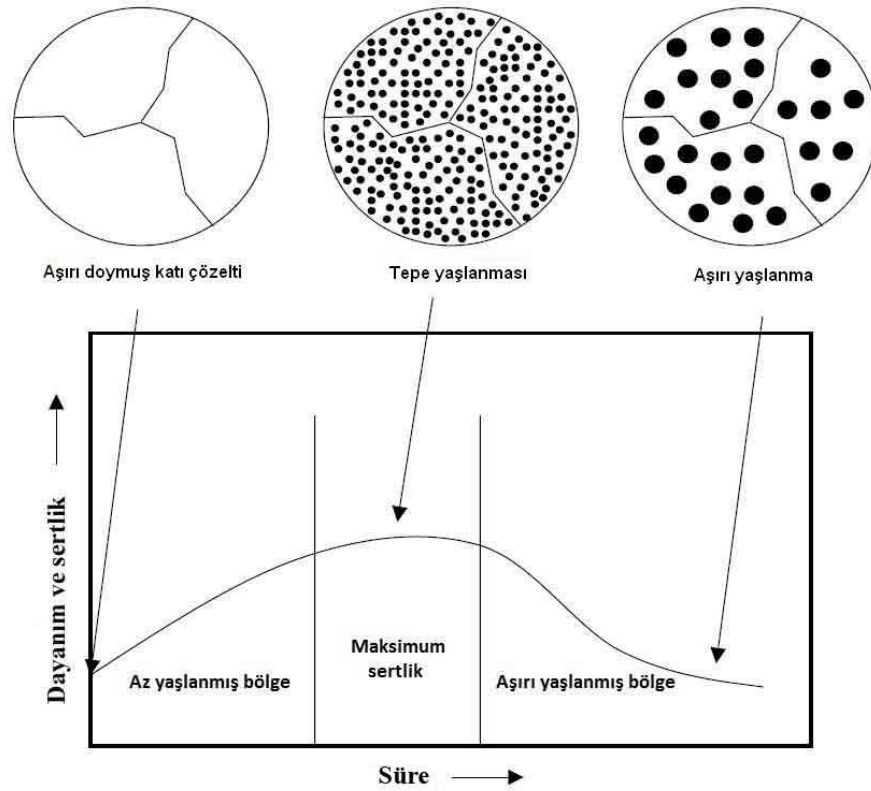 Aşırı doymuş katı çözelti
Tepe yaşlanması
Aşırı yaşlanma
Dayanım ve sertlik
Az yaşlanmış bölge
Maksimum
sertlik
Aşırı yaşlanmış bölge
Süre